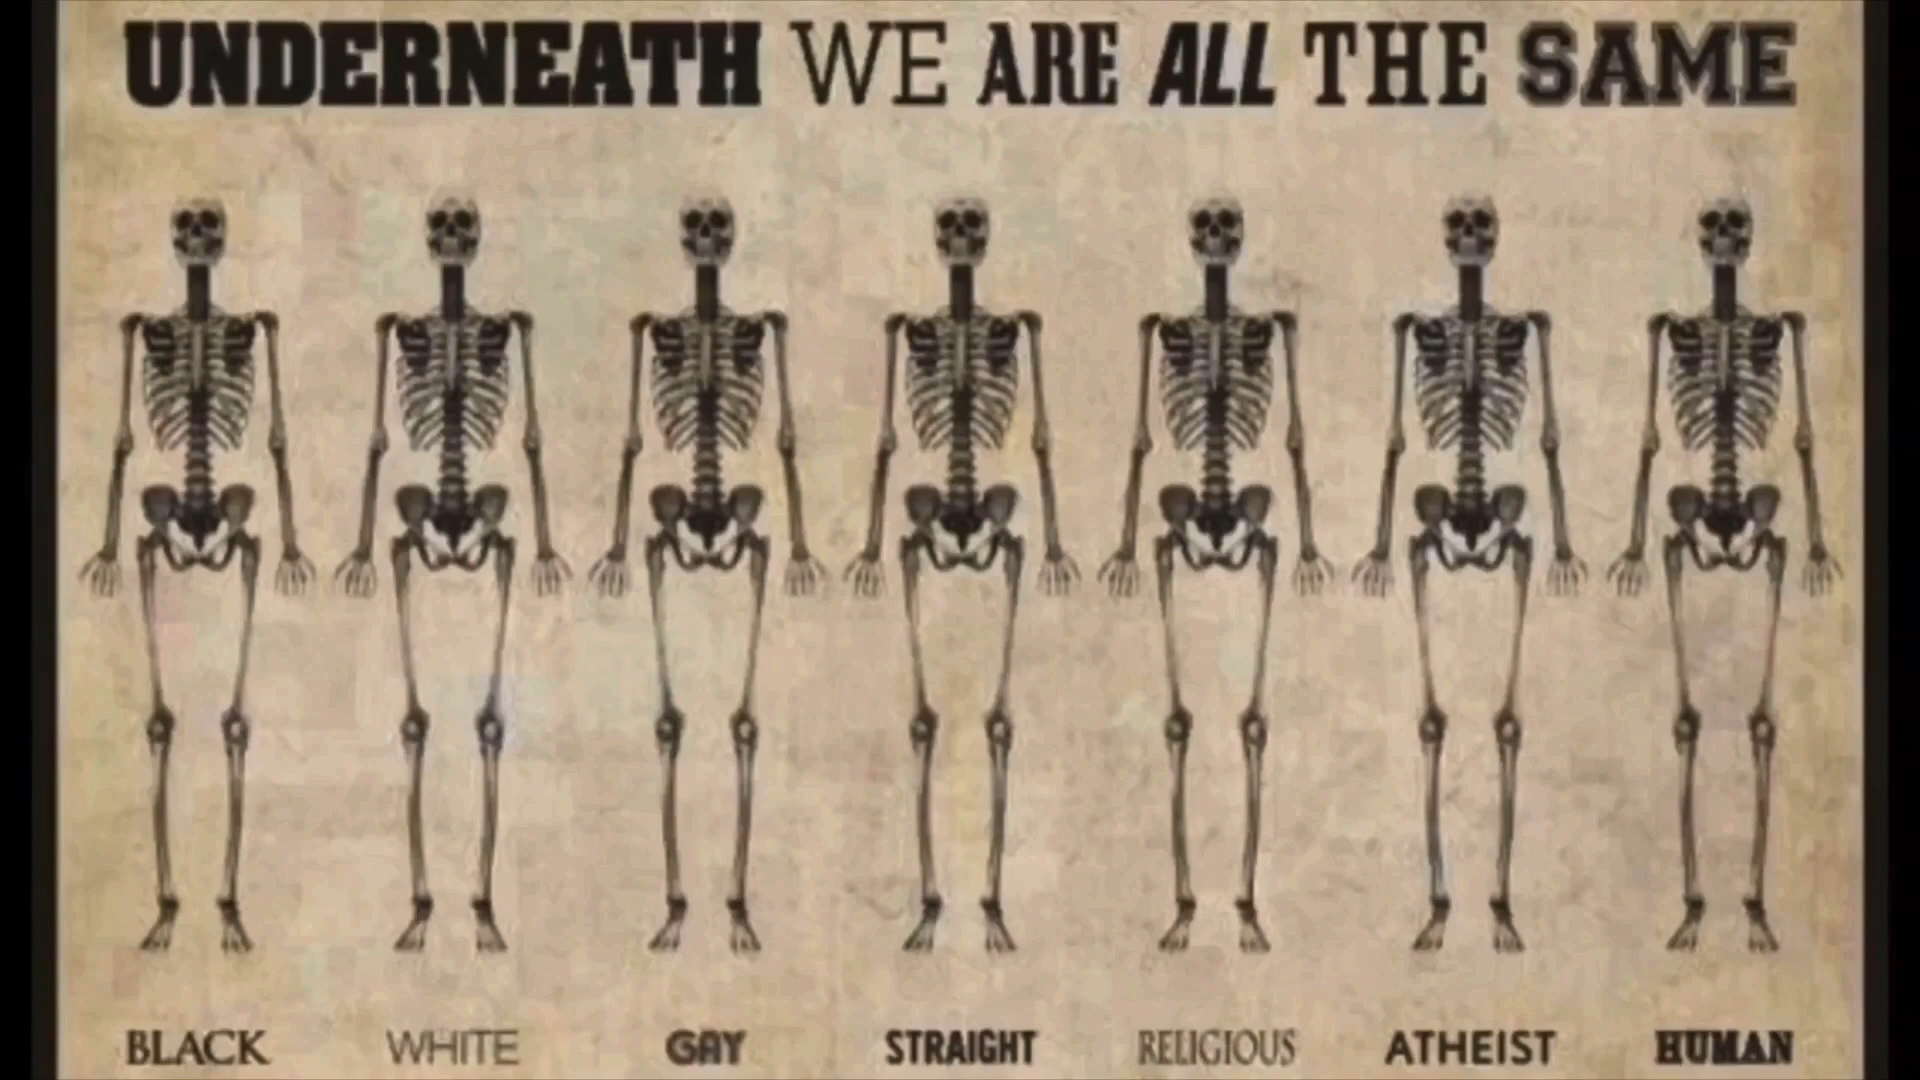 UNDERNEATH WE ARE ALL THE SAME
BLACK WHITE GAY STRAIGHT RELIGIOUS ATHEIST HUMAN